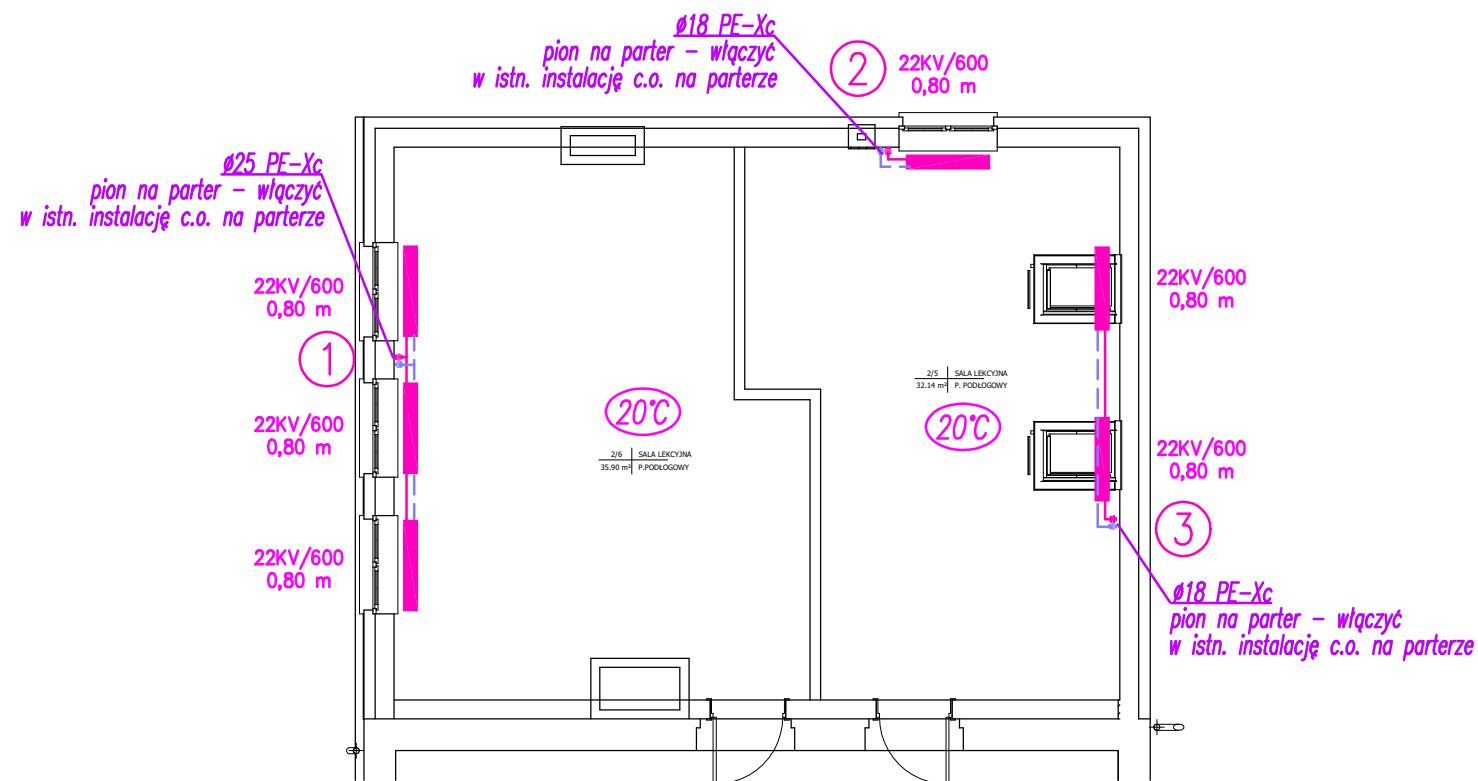 ø18 PE-Xc
pion na parter - włączyć
w istn. instalację c.o. na parterze
2
22KV/600
0,80 m
ø25 PE-Xc
pion na parter - włączyć
w istn. instalację c.o. na parterze
22KV/600
0,80 m
1
22KV/600
0,80 m
22KV/600
0,80 m
20°C
2/6 SALA LEKCYJNA
35.90 m² P.PODŁOGOWY
2/5 SALA LEKCYJNA
32.14 m² P. PODŁOGOWY
20°C
22KV/600
0,80 m
22KV/600
0,80 m
3
ø18 PE-Xc
pion na parter - włączyć
w istn. instalację c.o. na parterze